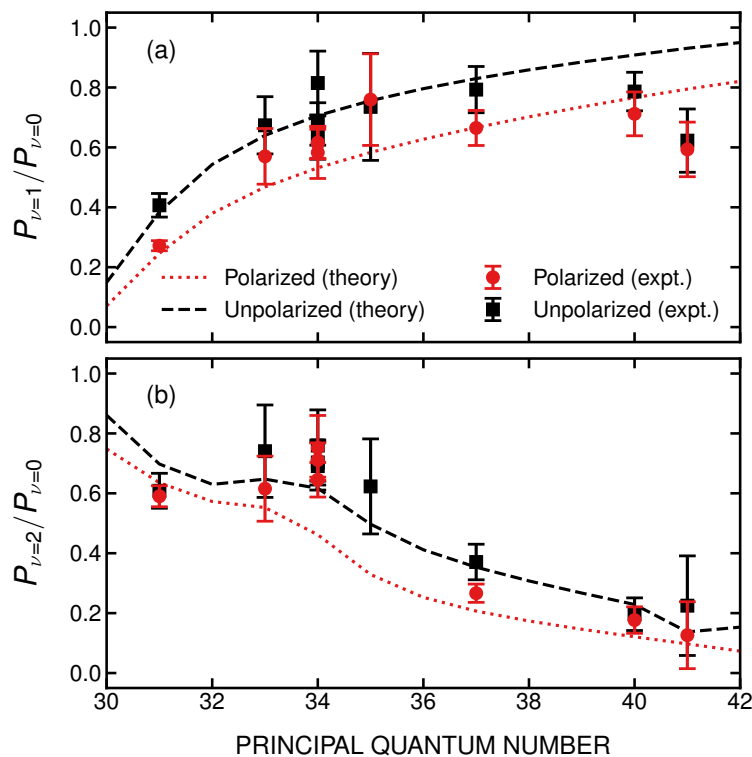 1.0
(a)
0.8
0.6
0.4
0.2
0.0
P_{ν=1}/P_{ν=0}
Polarized (theory)
Unpolarized (theory)
Polarized (expt.)
Unpolarized (expt.)
1.0
(b)
0.8
0.6
0.4
0.2
0.0
P_{ν=2}/P_{ν=0}
30 32 34 36 38 40 42
PRINCIPAL QUANTUM NUMBER